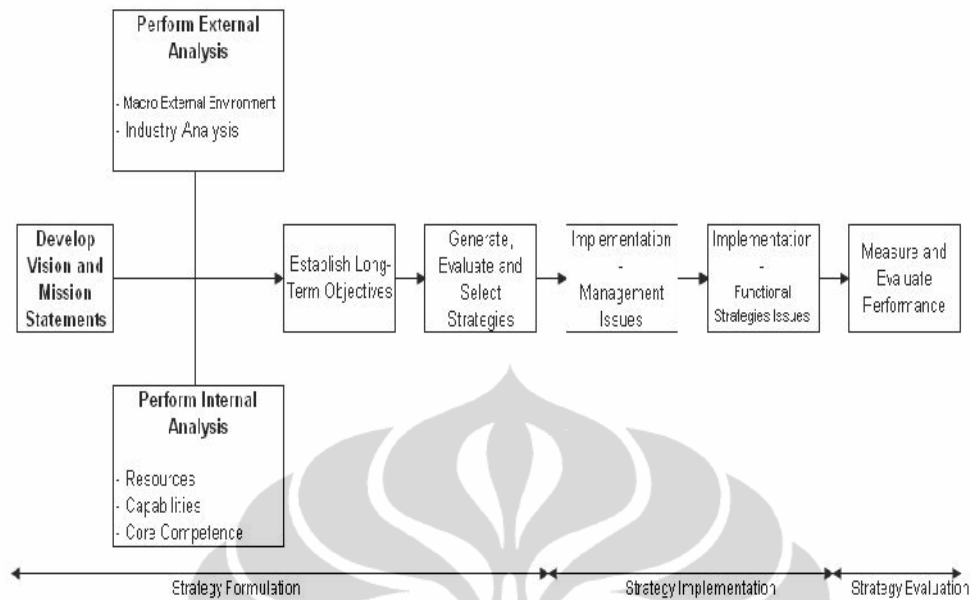 Perform External
Analysis
- Macro External Environment
- Industry Analysis
Develop
Vision and
Mission
Statements
Establish Long-
Term Objectives
Generate,
Evaluate and
Select
Strategies
Implementation
-
Management
Issues
Implementation
-
Functional
Strategies Issues
Measure and
Evaluate
Performance
Perform Internal
Analysis
- Resources
- Capabilities
- Core Competence
Strategy Formulation
Strategy Implementation
Strategy Evaluation